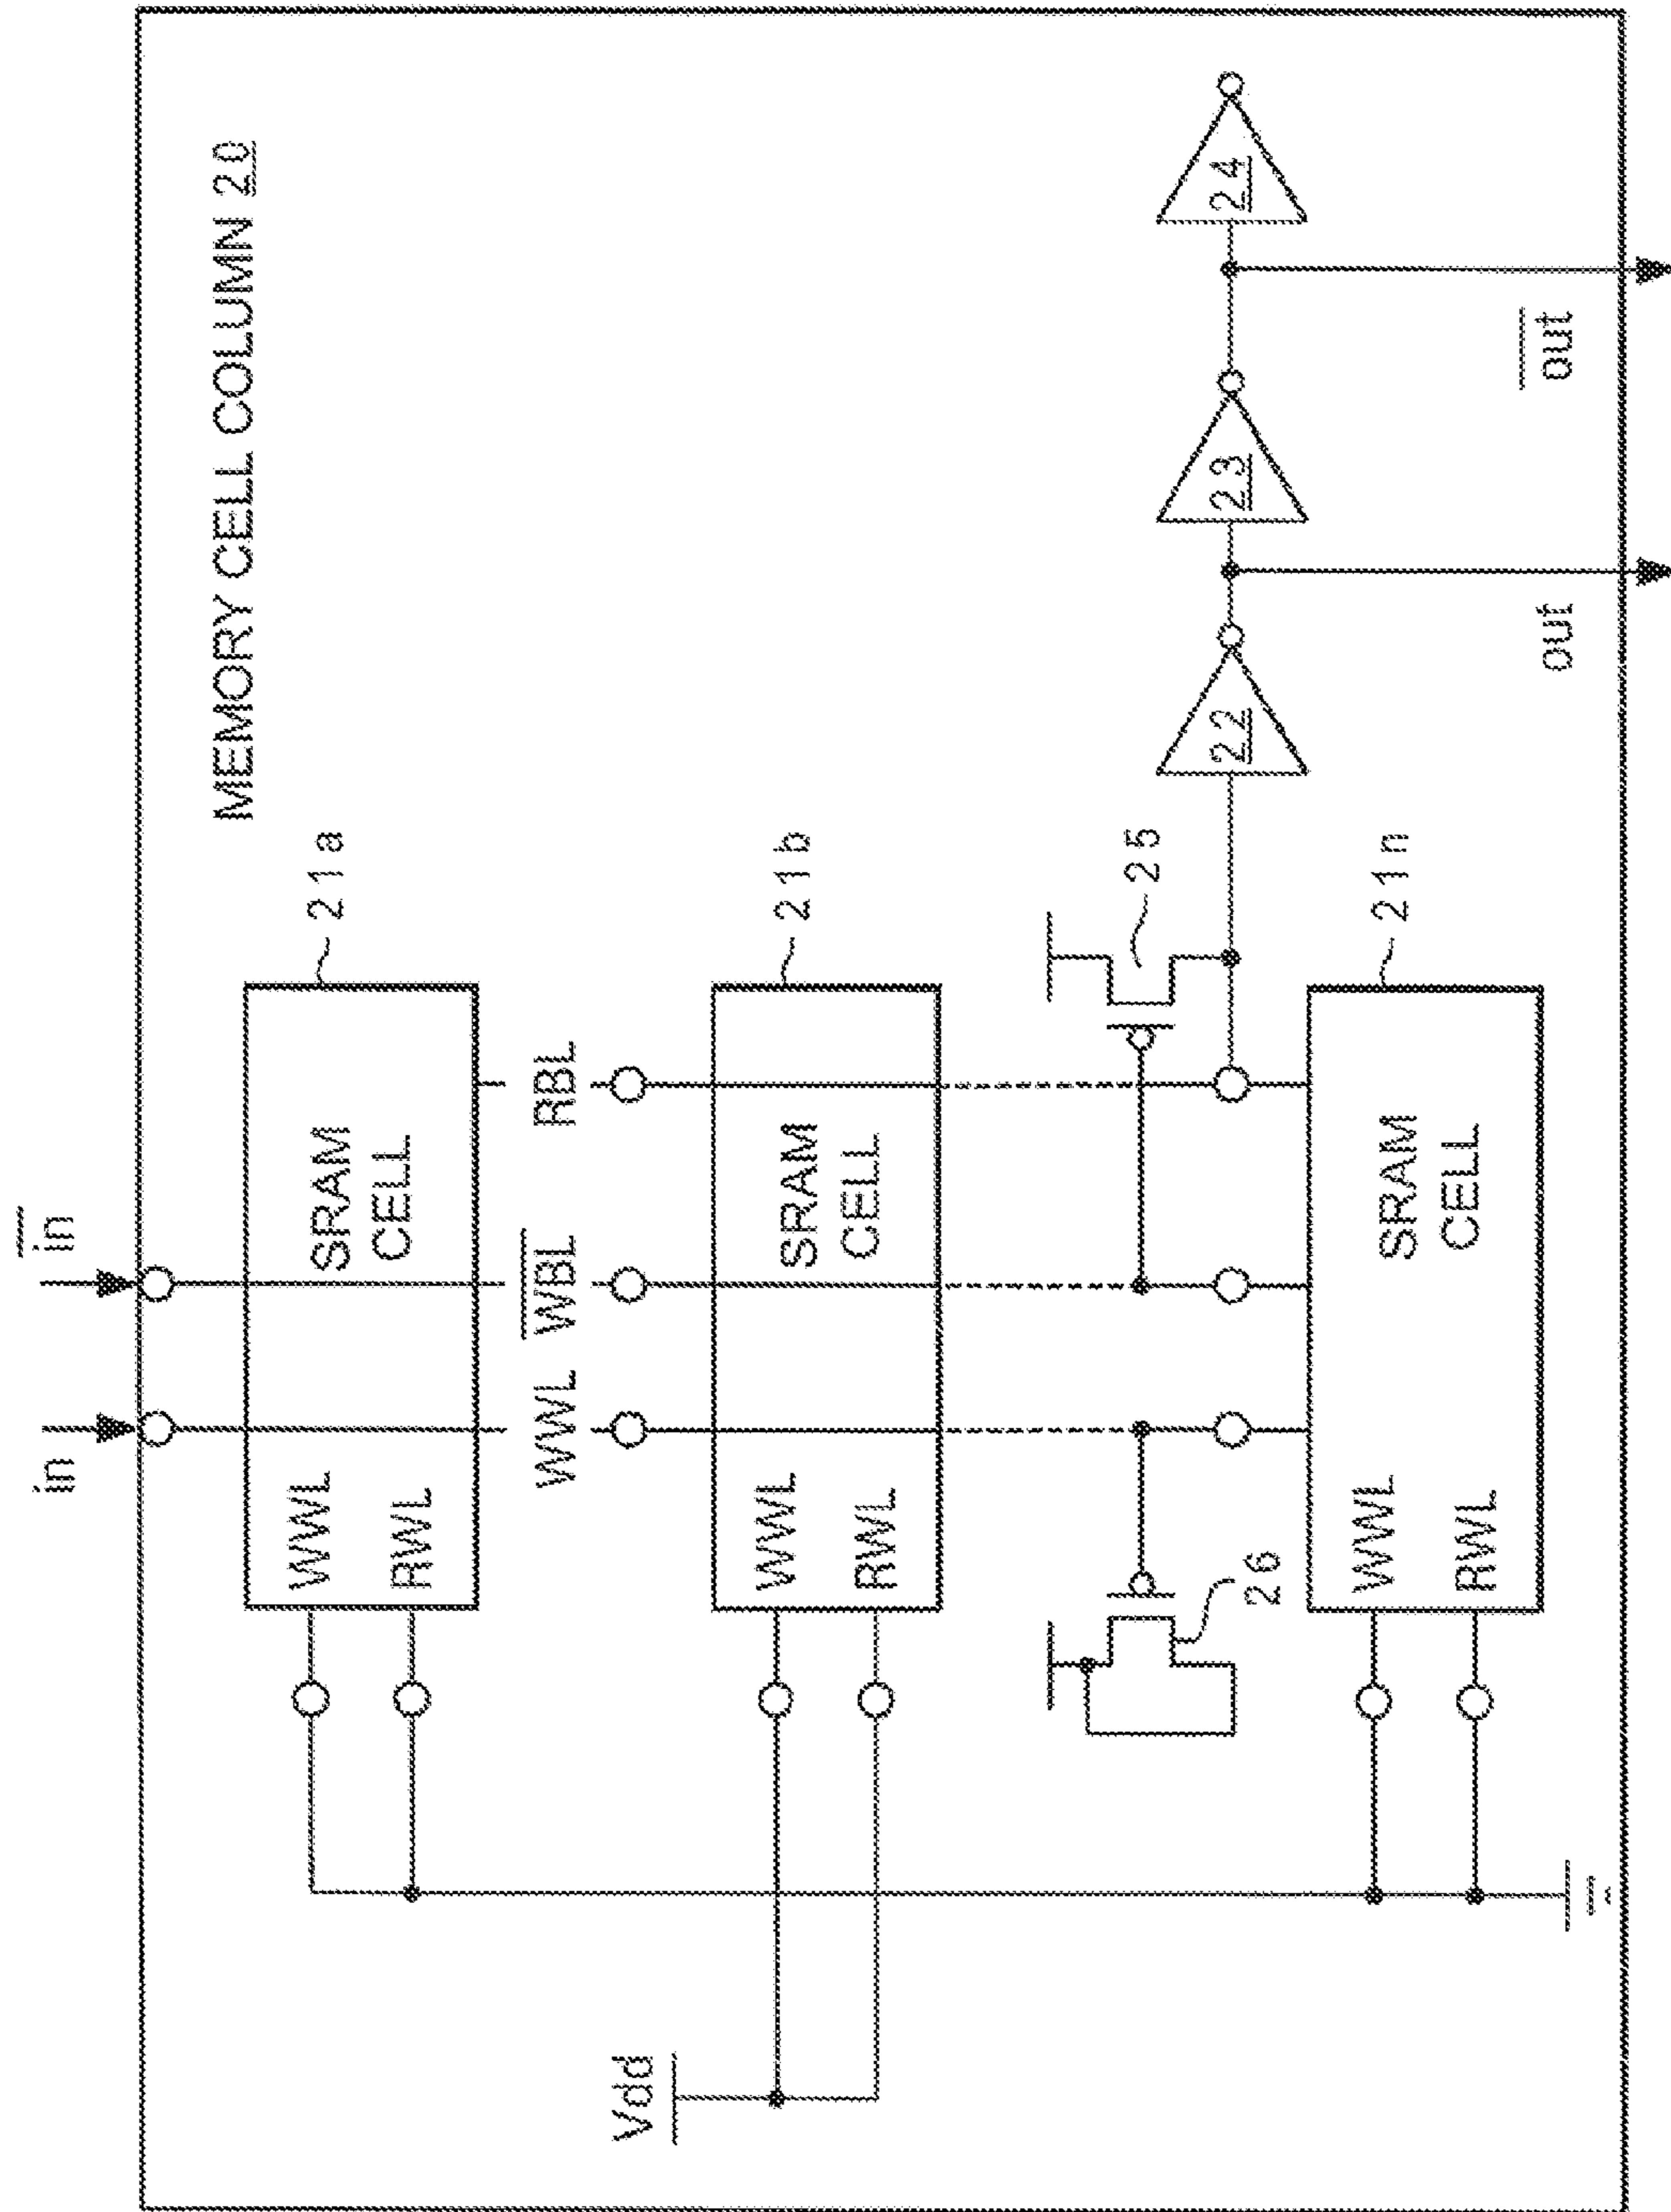 MEMORY CELL COLUMN 20
in
in
21a
SRAM
CELL
WWL
RWL
WWL
WBL
RBL
21b
SRAM
CELL
WWL
RWL
Vdd
25
26
22
23
24
21n
SRAM
CELL
WWL
RWL
out
out